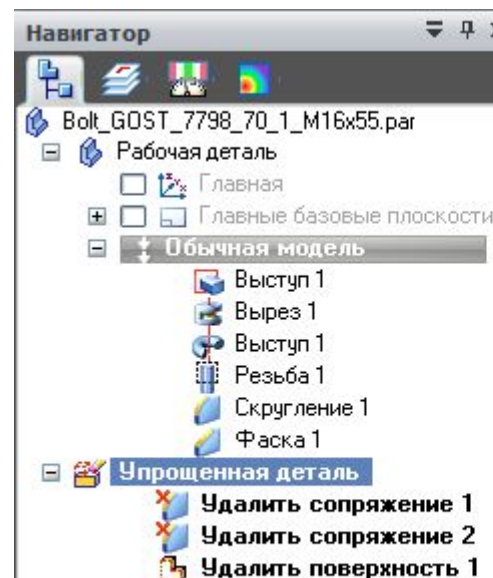 Навигатор
Bolt_GOST_7798_70_1_M16x55.par
Рабочая деталь
Главная
Главные базовые плоскости
Обычная модель
Выступ 1
Вырез 1
Выступ 1
Резьба 1
Скругление 1
Фаска 1
Упрощенная деталь
Удалить сопряжение 1
Удалить сопряжение 2
Удалить поверхность 1